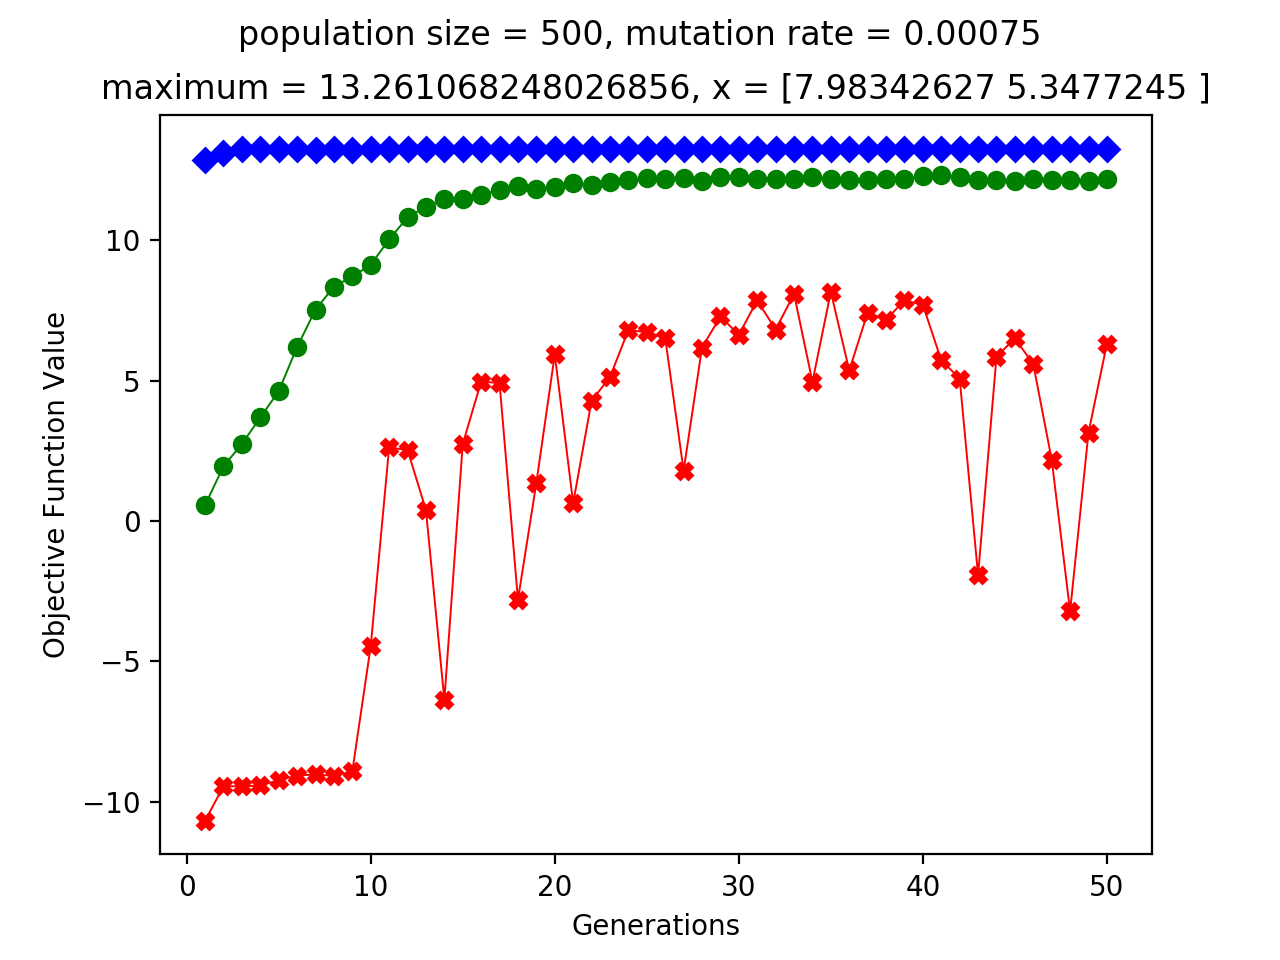 population size = 500, mutation rate = 0.00075
maximum = 13.261068248026856, x = [7.98342627 5.3477245 ]
10
5
0
−5
−10
Objective Function Value
0 10 20 30 40 50
Generations